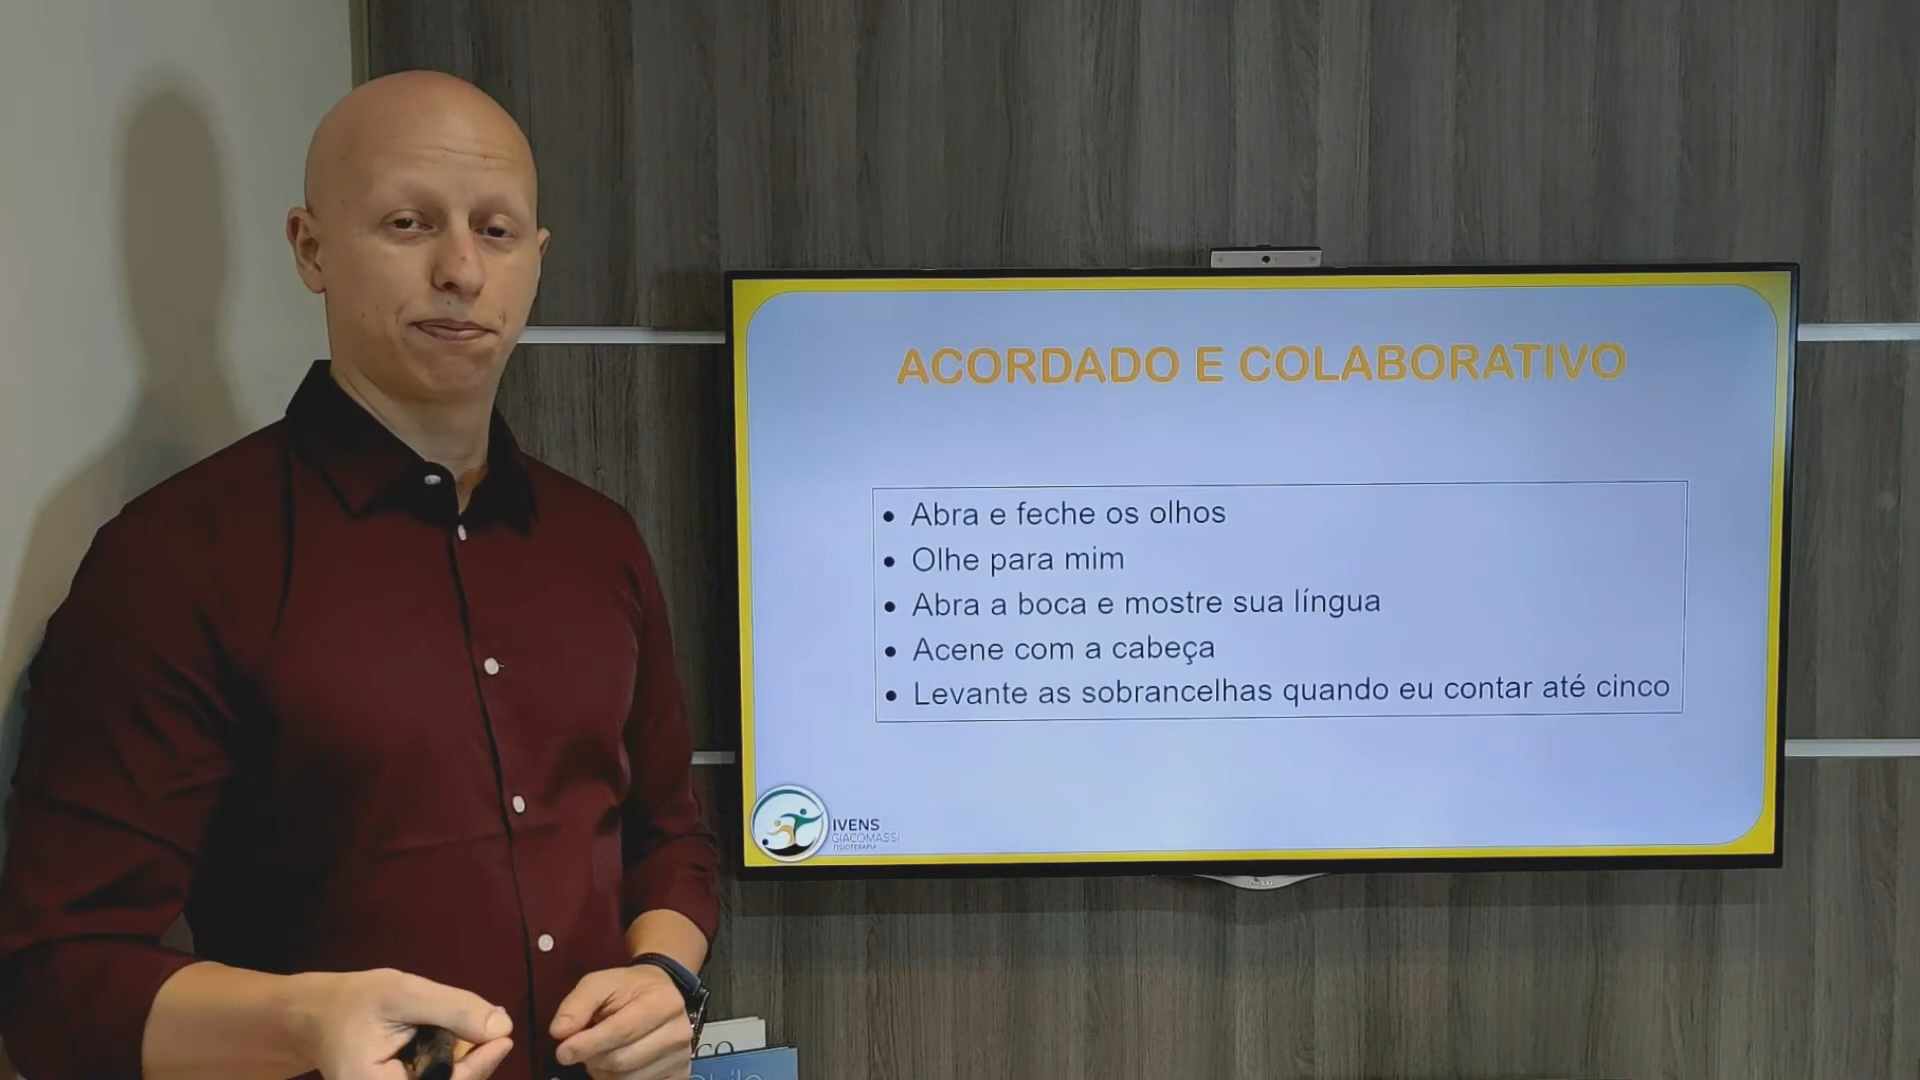 ACORDADO E COLABORATIVO
• Abra e feche os olhos
• Olhe para mim
• Abra a boca e mostre sua língua
• Acene com a cabeça
• Levante as sobrancelhas quando eu contar até cinco
IVENS
GIACOMASSI
FISIOTERAPIA